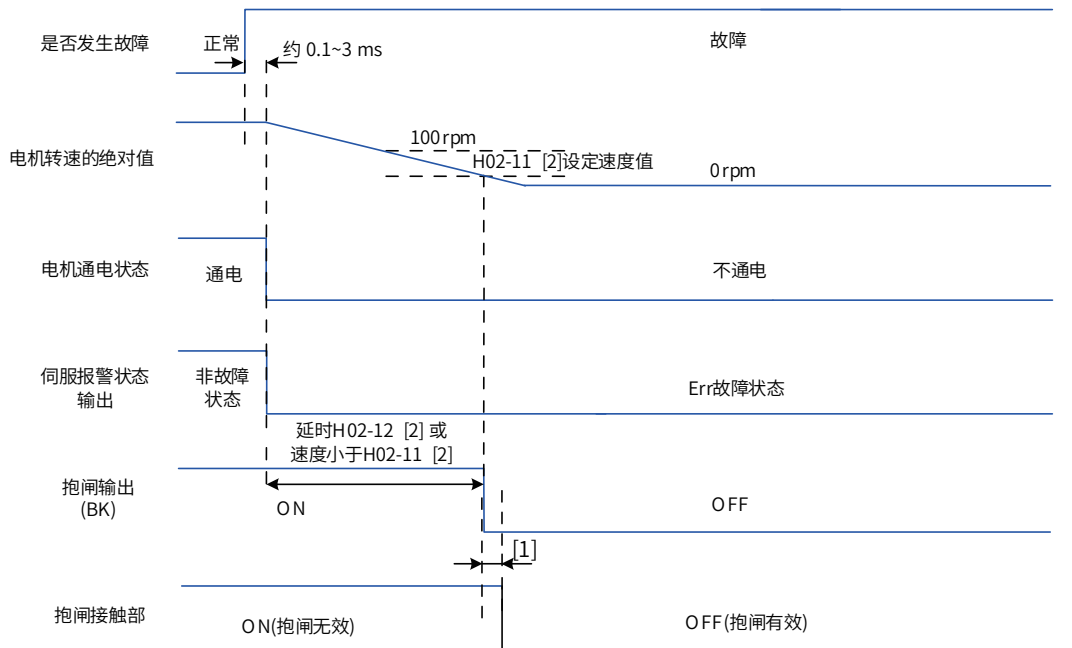 是否发生故障
正常
约 0.1~3 ms
故障
电机转速的绝对值
100rpm
H02-11 [2]设定速度值
0rpm
电机通电状态
通电
不通电
伺服报警状态
输出
非故障
状态
Err故障状态
延时H02-12 [2] 或
速度小于H02-11 [2]
抱闸输出
(BK)
ON
OFF
[1]
抱闸接触部
ON(抱闸无效)
OFF(抱闸有效)